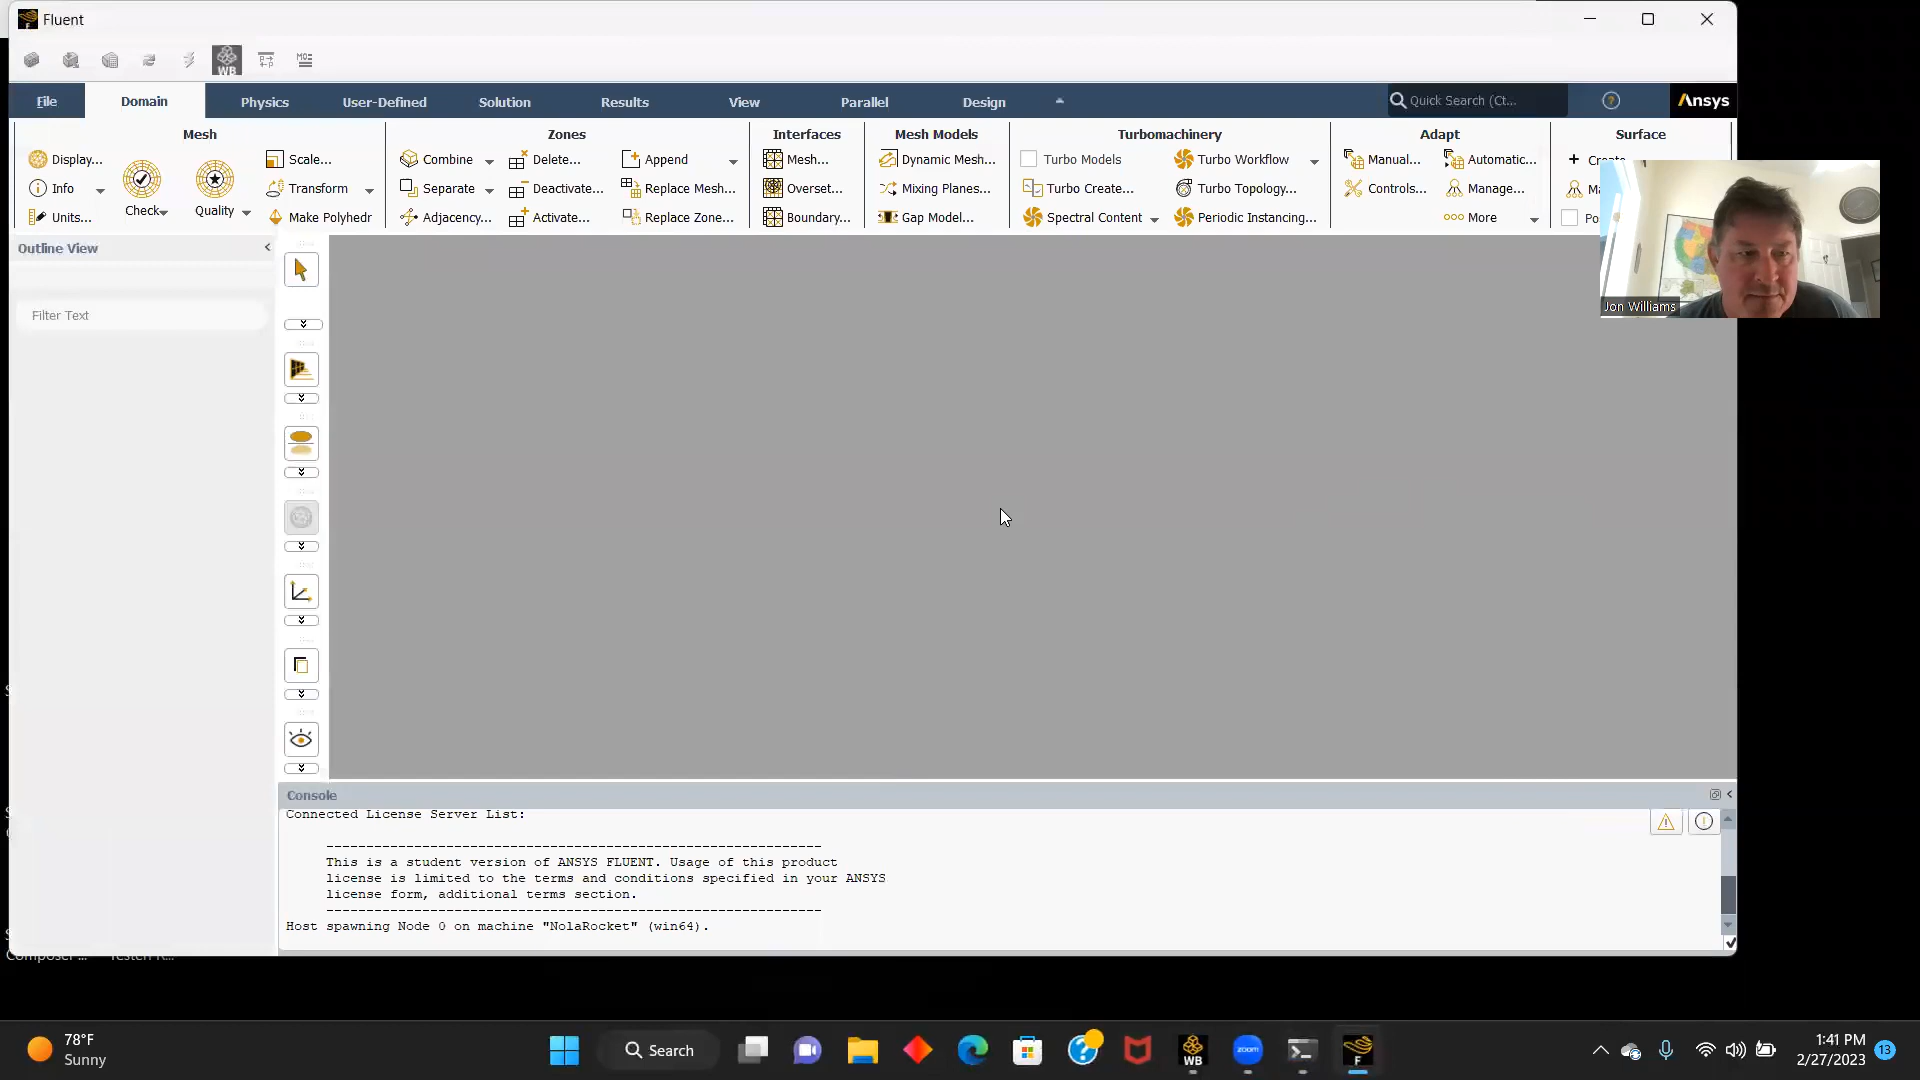 Fluent
WB
File Domain Physics User-Defined Solution Results View Parallel Design Quick Search (Ct... Ansys
Mesh Zones Interfaces Mesh Models Turbomachinery Adapt Surface
Display... Scale... Combine Delete... Append Mesh... Dynamic Mesh... Turbo Models Turbo Workflow Manual... Automatic...
Info Transform Separate Deactivate... Replace Mesh... Overset... Mixing Planes... Turbo Create... Turbo Topology... Controls... Manage...
Units... Check Quality Make Polyhedr Adjacency... Activate... Replace Zone... Boundary... Gap Model... Spectral Content Periodic Instancing... More
Outline View
Filter Text
Jon Williams
Console
Connected License Server List:
--------------------------------------------------------------
This is a student version of ANSYS FLUENT. Usage of this product
license is limited to the terms and conditions specified in your ANSYS
license form, additional terms section.
--------------------------------------------------------------
Host spawning Node 0 on machine "NolaRocket" (win64).
78°F
Sunny
Search
WB
zoom
F
1:41 PM
2/27/2023
13